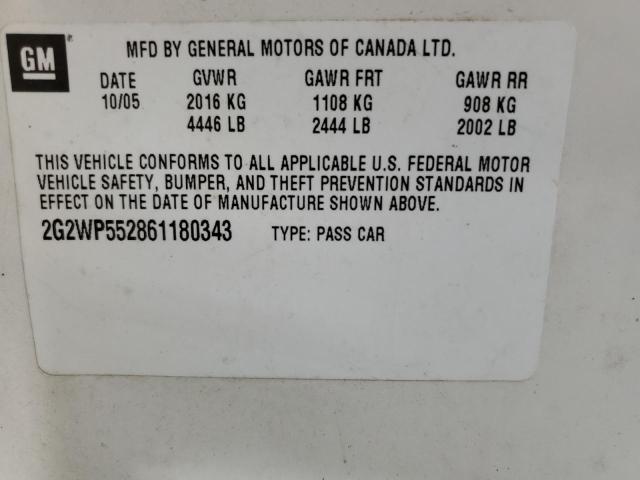 GM
MFD BY GENERAL MOTORS OF CANADA LTD.
DATE GVWR GAWR FRT GAWR RR
10/05 2016 KG 1108 KG 908 KG
4446 LB 2444 LB 2002 LB
THIS VEHICLE CONFORMS TO ALL APPLICABLE U.S. FEDERAL MOTOR
VEHICLE SAFETY, BUMPER, AND THEFT PREVENTION STANDARDS IN
EFFECT ON THE DATE OF MANUFACTURE SHOWN ABOVE.
2G2WP552861180343 TYPE: PASS CAR